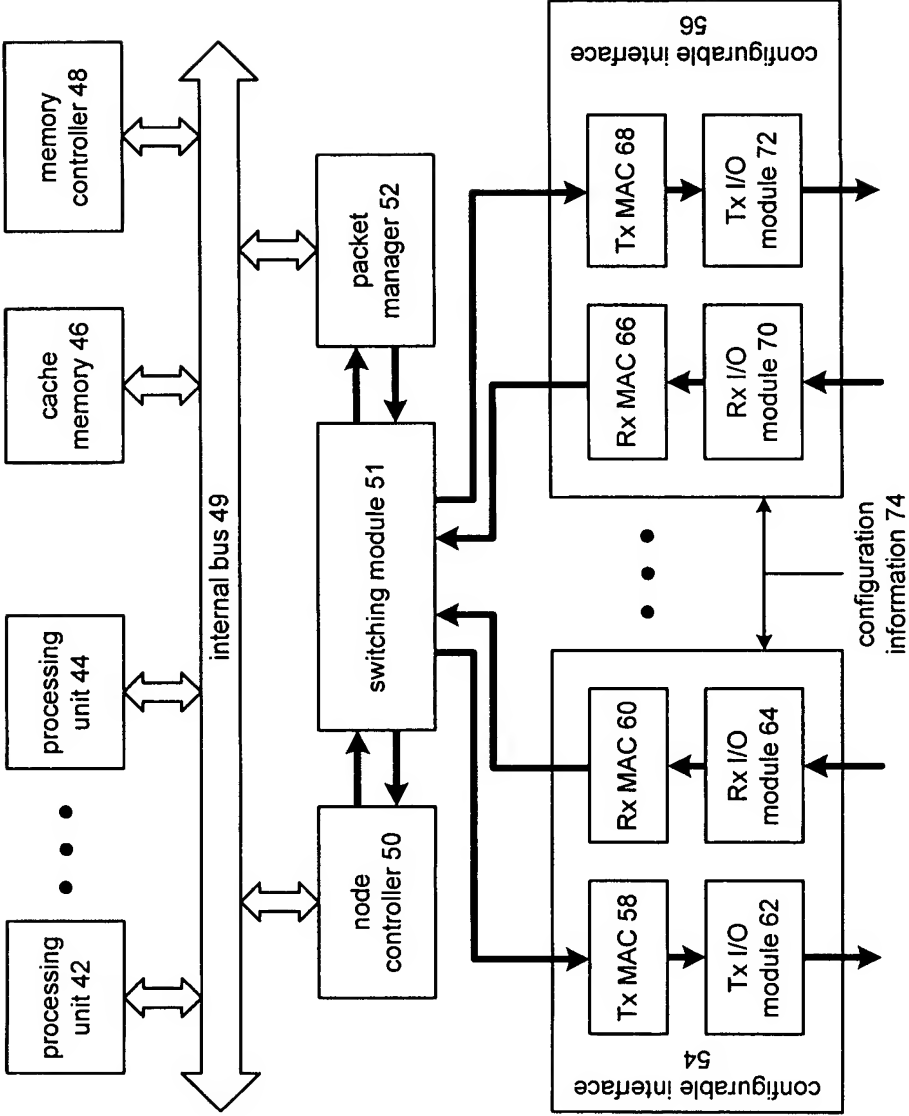 processing
unit 42
processing
unit 44
cache
memory 46
memory
controller 48
internal bus 49
node
controller 50
switching module 51
packet
manager 52
configurable interface
54
Tx MAC 58
Rx MAC 60
Tx I/O
module 62
Rx I/O
module 64
configuration
information 74
Rx MAC 66
Tx MAC 68
Rx I/O
module 70
Tx I/O
module 72
configurable interface
56